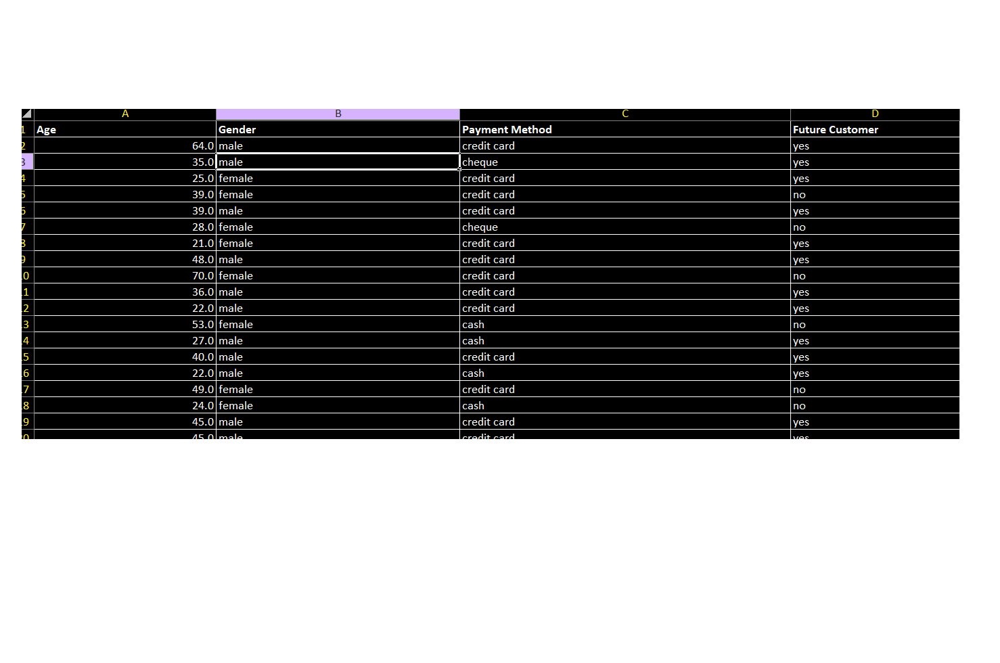 A B C D
1 Age Gender Payment Method Future Customer
2 64.0 male credit card yes
3 35.0 male cheque yes
4 25.0 female credit card yes
5 39.0 female credit card no
6 39.0 male credit card yes
7 28.0 female cheque no
8 21.0 female credit card yes
9 48.0 male credit card yes
0 70.0 female credit card no
1 36.0 male credit card yes
2 22.0 male credit card yes
3 53.0 female cash no
4 27.0 male cash yes
5 40.0 male credit card yes
6 22.0 male cash yes
7 49.0 female credit card no
8 24.0 female cash no
9 45.0 male credit card yes
0 45.0 male credit card yes